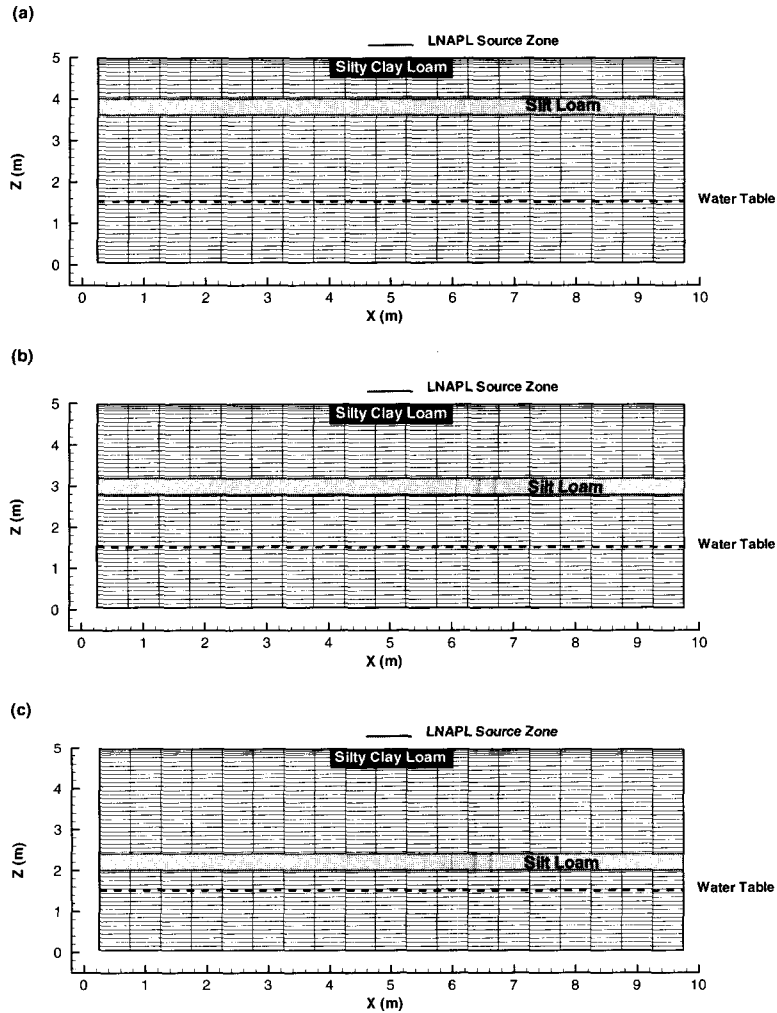 (a)
LNAPL Source Zone
5
Silty Clay Loam
4
Silt Loam
3
Z (m)
2
Water Table
1
0
0 1 2 3 4 5 6 7 8 9 10
X (m)
(b)
LNAPL Source Zone
5
Silty Clay Loam
4
3
Silt Loam
Z (m)
2
Water Table
1
0
0 1 2 3 4 5 6 7 8 9 10
X (m)
(c)
LNAPL Source Zone
5
Silty Clay Loam
4
3
Z (m)
2
Silt Loam
Water Table
1
0
0 1 2 3 4 5 6 7 8 9 10
X (m)